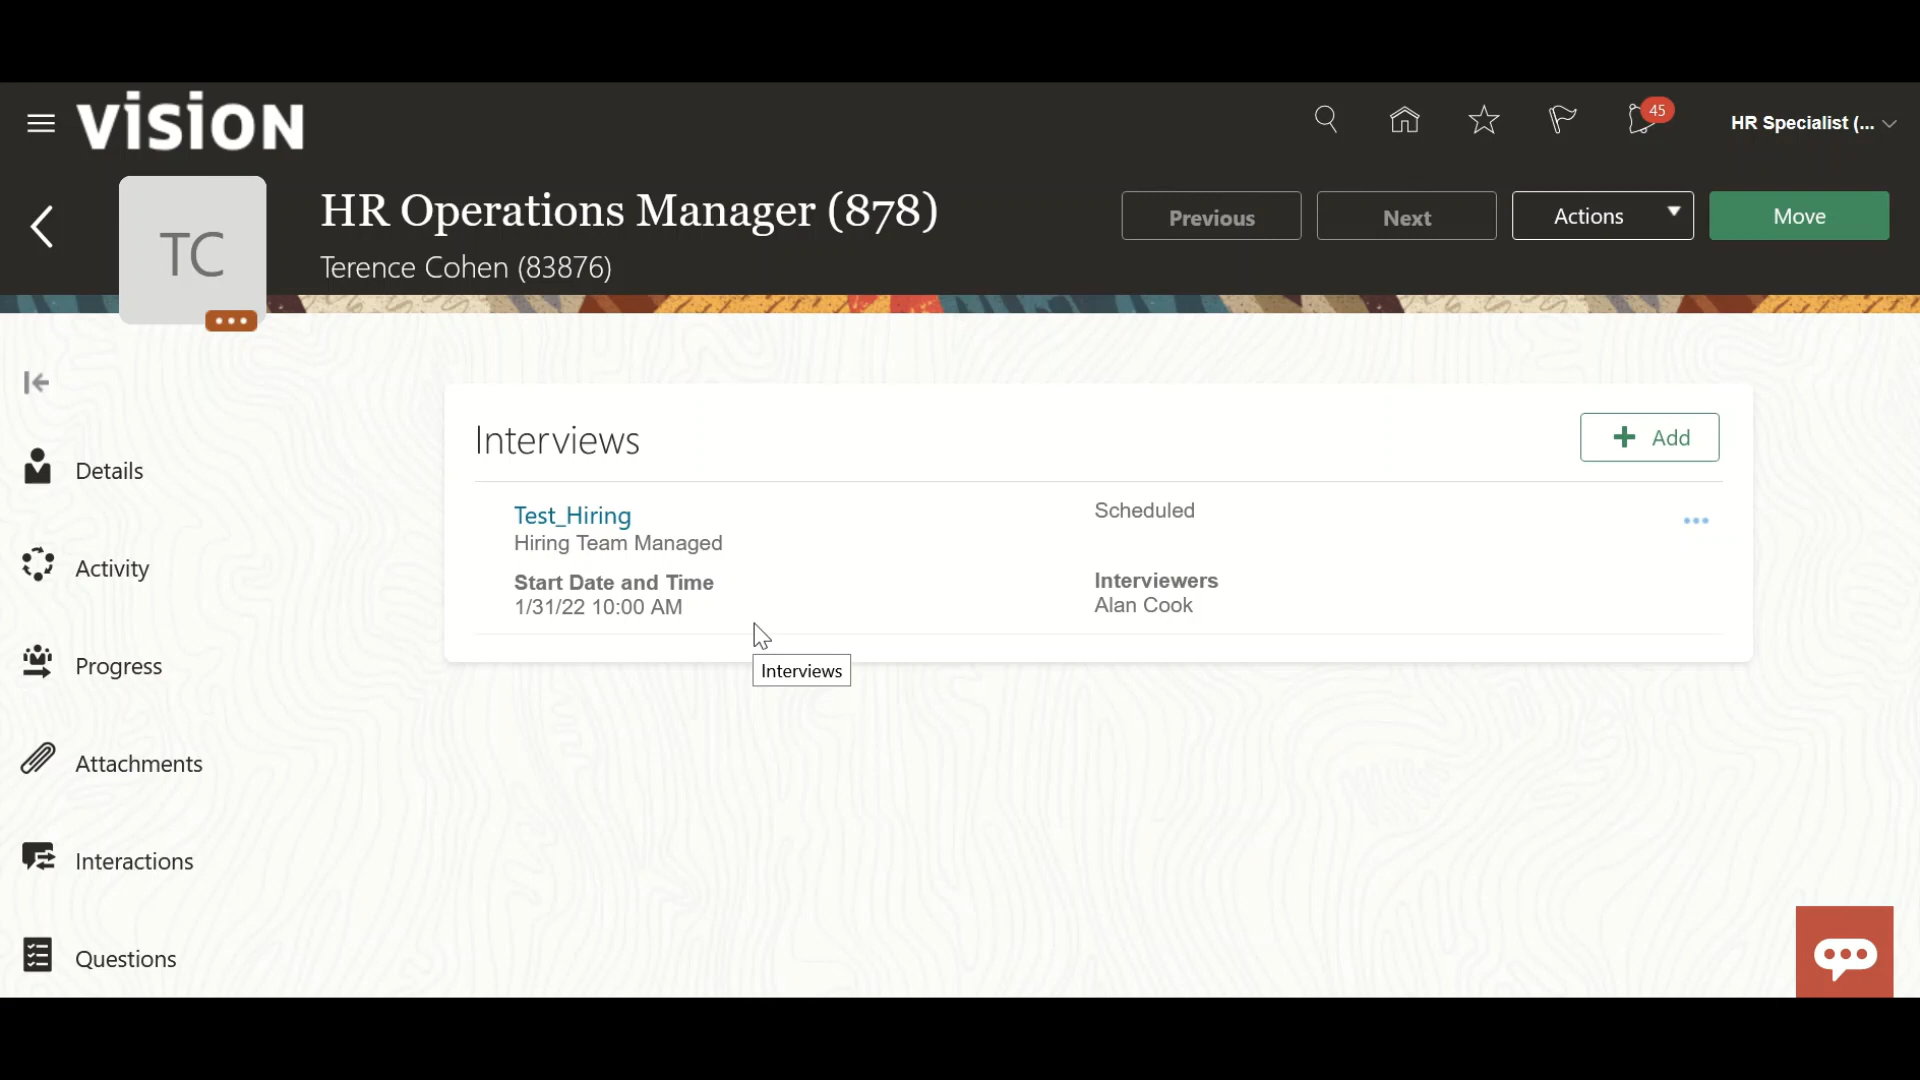 vision
45
HR Specialist (...
HR Operations Manager (878)
Terence Cohen (83876)
TC
Previous
Next
Actions
Move
Details
Activity
Progress
Attachments
Interactions
Questions
Interviews
Add
Test_Hiring
Hiring Team Managed
Scheduled
Start Date and Time
1/31/22 10:00 AM
Interviewers
Alan Cook
Interviews